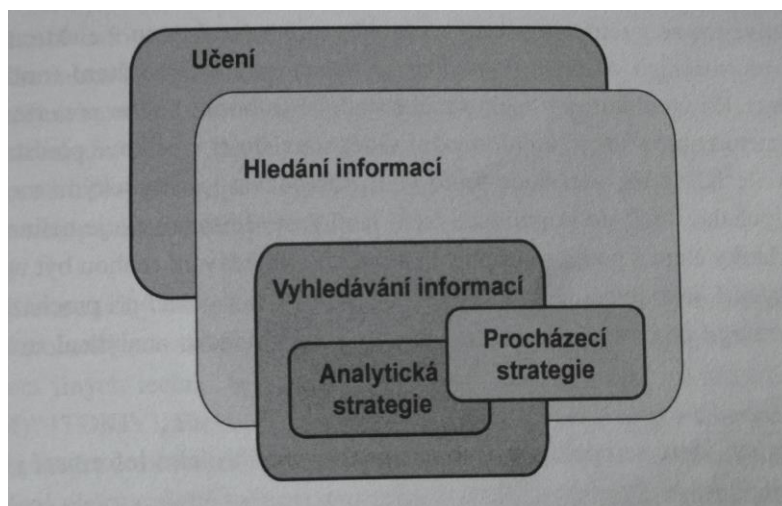 Učení
Hledání informací
Vyhledávání informací
Procházecí
strategie
Analytická
strategie